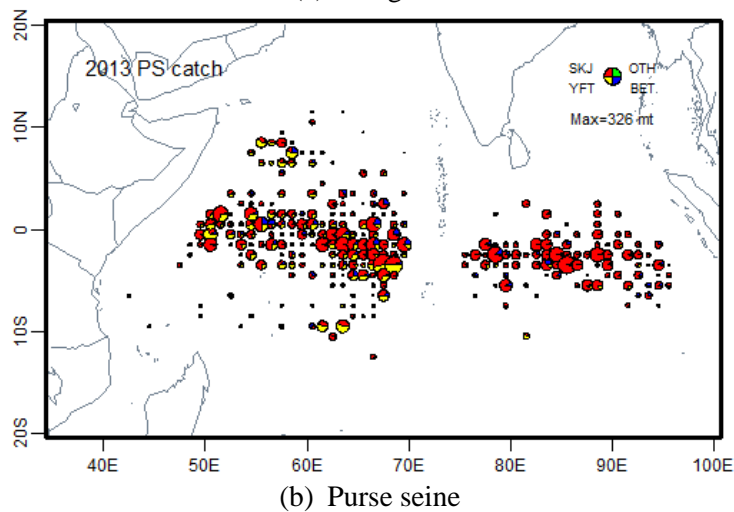 20N
10N
0
10S
20S
2013 PS catch
SKJ OTH
YFT BET
Max=326 mt
40E 50E 60E 70E 80E 90E 100E
(b) Purse seine